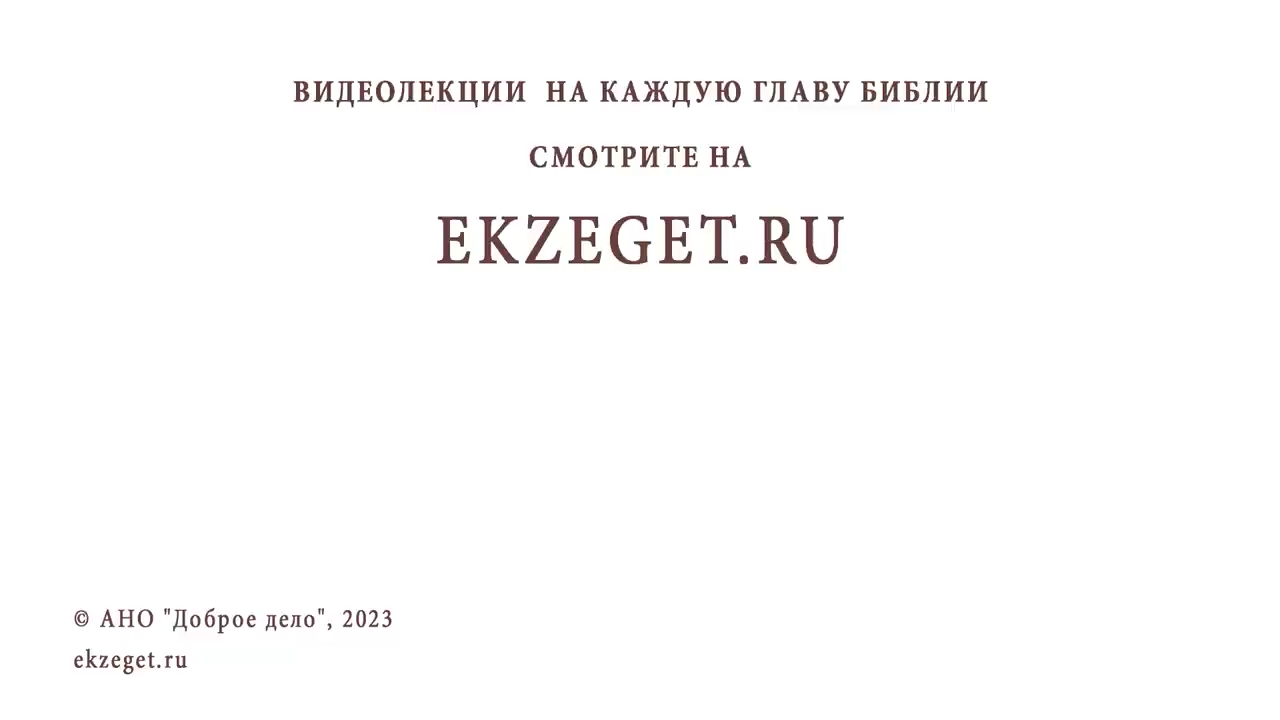 ВИДЕОЛЕКЦИИ НА КАЖДУЮ ГЛАВУ БИБЛИИ
СМОТРИТЕ НА
EKZEGET.RU
© АНО "Доброе дело", 2023
ekzeget.ru